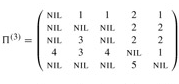 Π(3) = ( NIL 1 1 2 1
NIL NIL NIL 2 2
NIL 3 NIL 2 2
4 3 4 NIL 1
NIL NIL NIL 5 NIL )